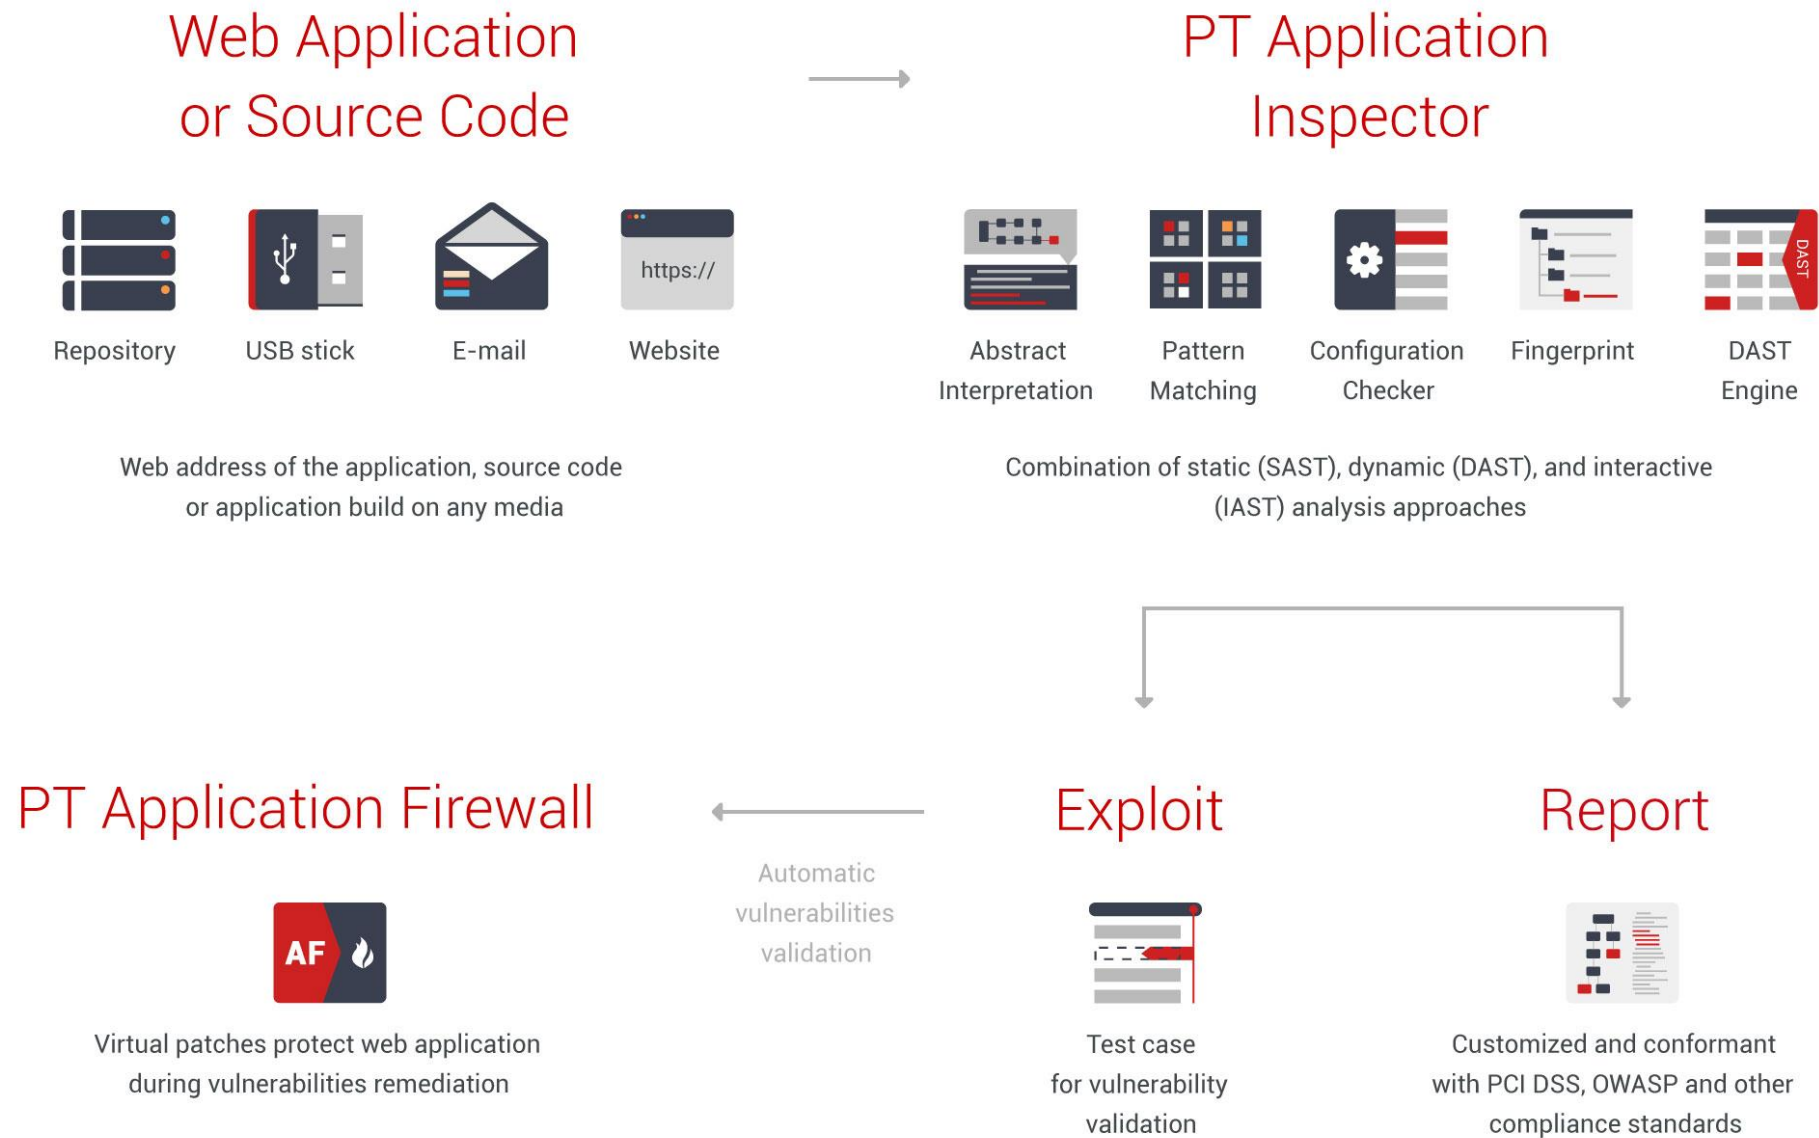 Web Application
or Source Code
PT Application
Inspector
https://
DAST
Repository
USB stick
E-mail
Website
Abstract
Interpretation
Pattern
Matching
Configuration
Checker
Fingerprint
DAST
Engine
Web address of the application, source code
or application build on any media
Combination of static (SAST), dynamic (DAST), and interactive
(IAST) analysis approaches
PT Application Firewall
Automatic
vulnerabilities
validation
Exploit
Report
AF
Virtual patches protect web application
during vulnerabilities remediation
Test case
for vulnerability
validation
Customized and conformant
with PCI DSS, OWASP and other
compliance standards